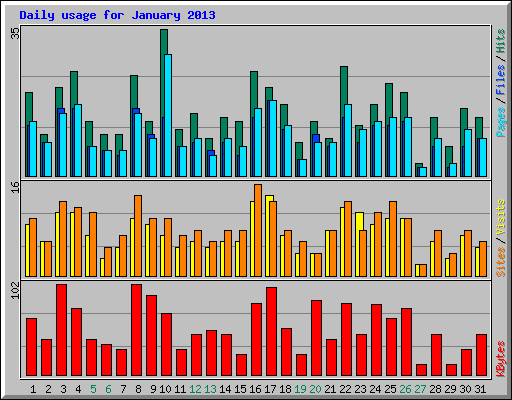 Daily usage for January 2013
35
Pages / Files / Hits
16
Sites / Visits
102
KBytes
1 2 3 4 5 6 7 8 9 10 11 12 13 14 15 16 17 18 19 20 21 22 23 24 25 26 27 28 29 30 31